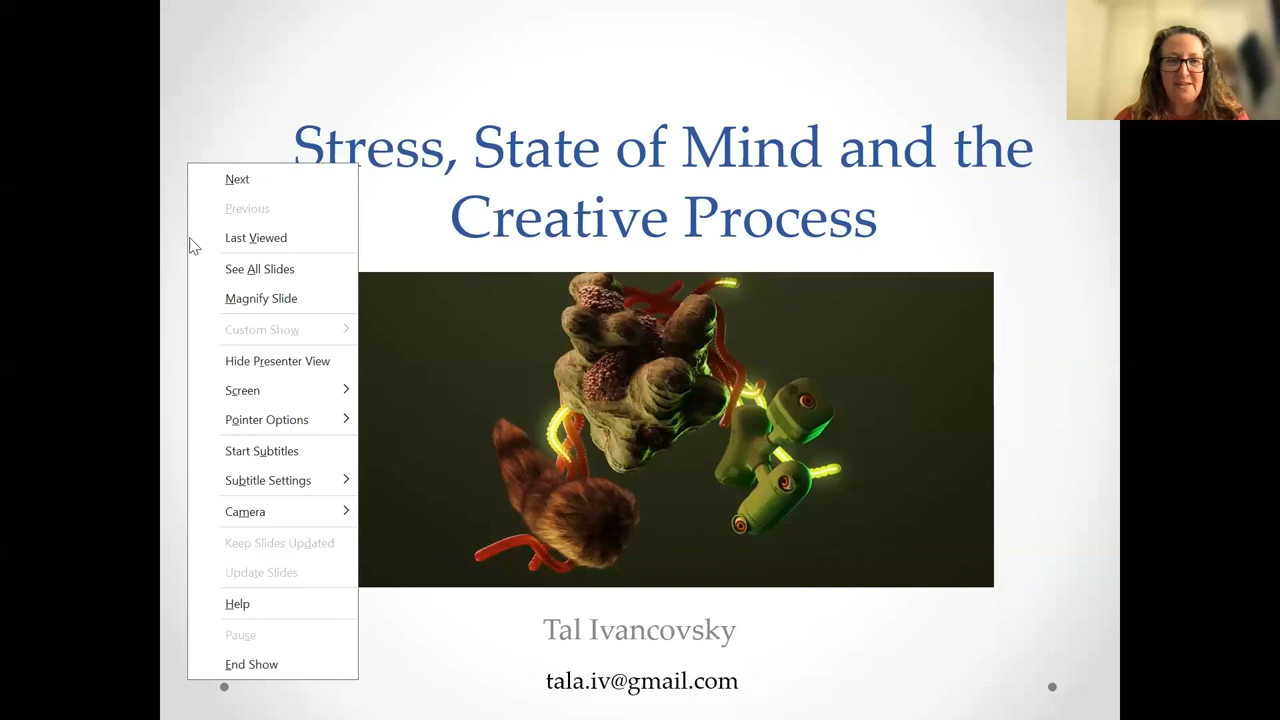 Stress, State of Mind and the
Creative Process
Next
Previous
Last Viewed
See All Slides
Magnify Slide
Custom Show
Hide Presenter View
Screen
Pointer Options
Start Subtitles
Subtitle Settings
Camera
Keep Slides Updated
Update Slides
Help
Pause
End Show
Tal Ivancovsky
tala.iv@gmail.com